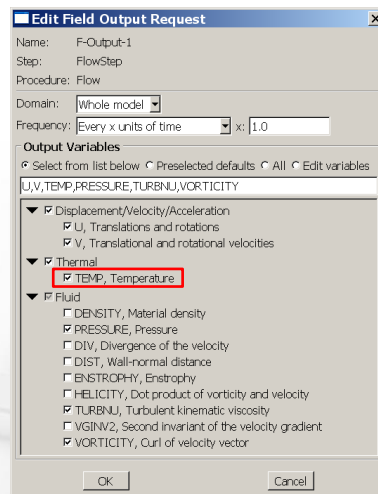 Edit Field Output Request
Name: F-Output-1
Step: FlowStep
Procedure: Flow
Domain: Whole model
Frequency: Every x units of time x: 1.0
Output Variables
Select from list below Preselected defaults All Edit variables
U,V,TEMP,PRESSURE,TURBNU,VORTICITY
Displacement/Velocity/Acceleration
U, Translations and rotations
V, Translational and rotational velocities
Thermal
TEMP, Temperature
Fluid
DENSITY, Material density
PRESSURE, Pressure
DIV, Divergence of the velocity
DIST, Wall-normal distance
ENSTROPHY, Enstrophy
HELICITY, Dot product of vorticity and velocity
TURBNU, Turbulent kinematic viscosity
VGINV2, Second invariant of the velocity gradient
VORTICITY, Curl of velocity vector
OK Cancel